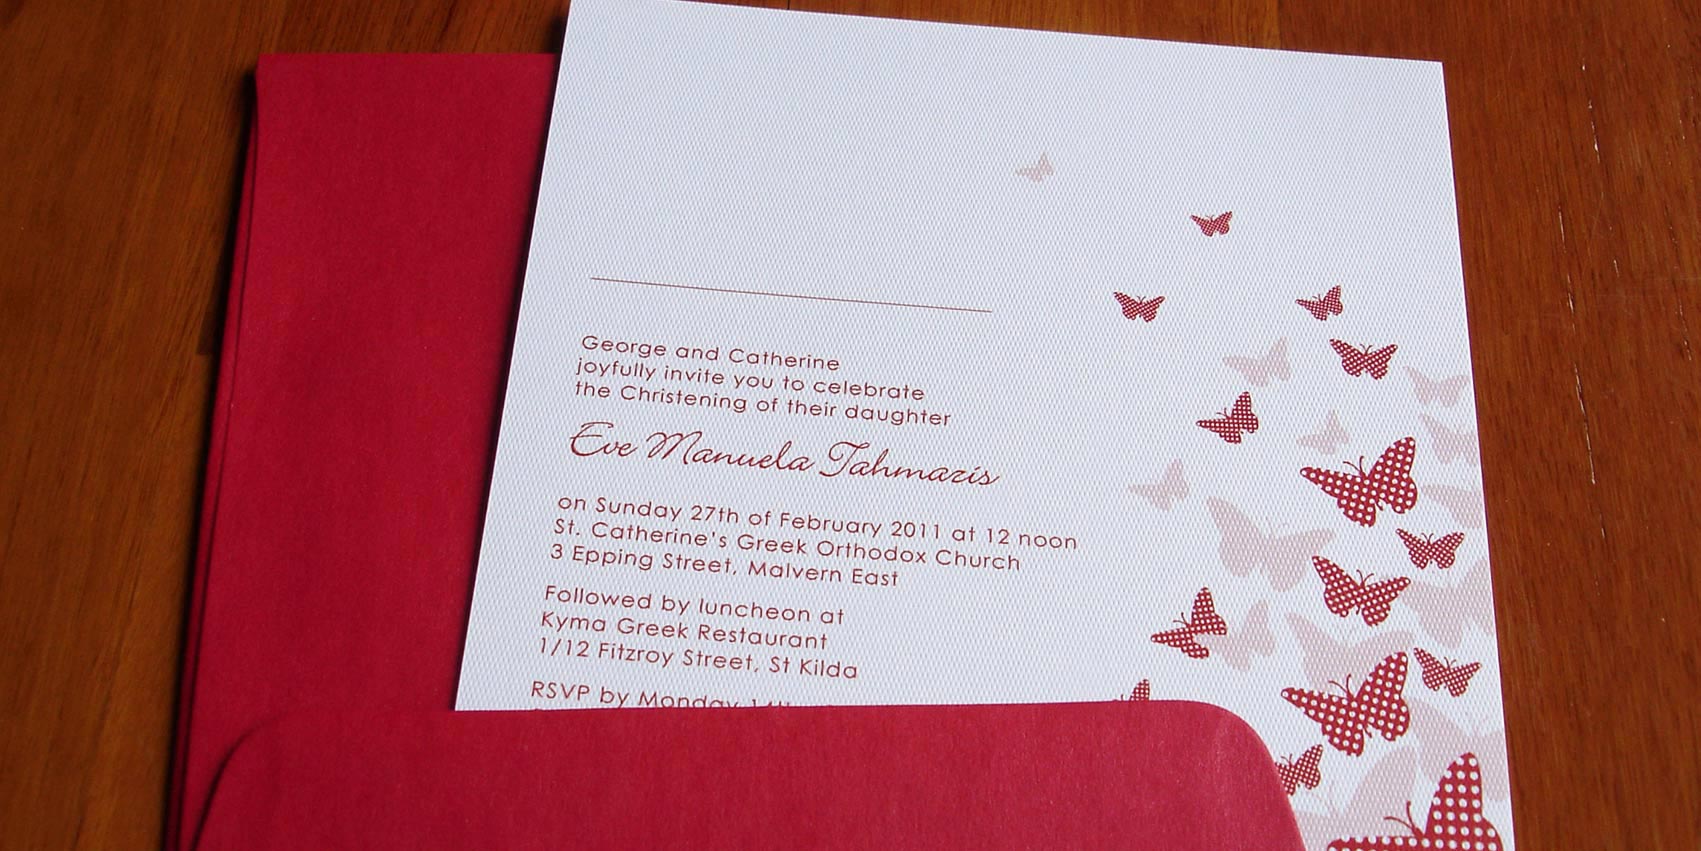 George and Catherine
joyfully invite you to celebrate
the Christening of their daughter
Eve Manuela Tahmazis
on Sunday 27th of February 2011 at 12 noon
St. Catherine's Greek Orthodox Church
3 Epping Street, Malvern East
Followed by luncheon at
Kyma Greek Restaurant
1/12 Fitzroy Street, St Kilda
RSVP by Monday 14th